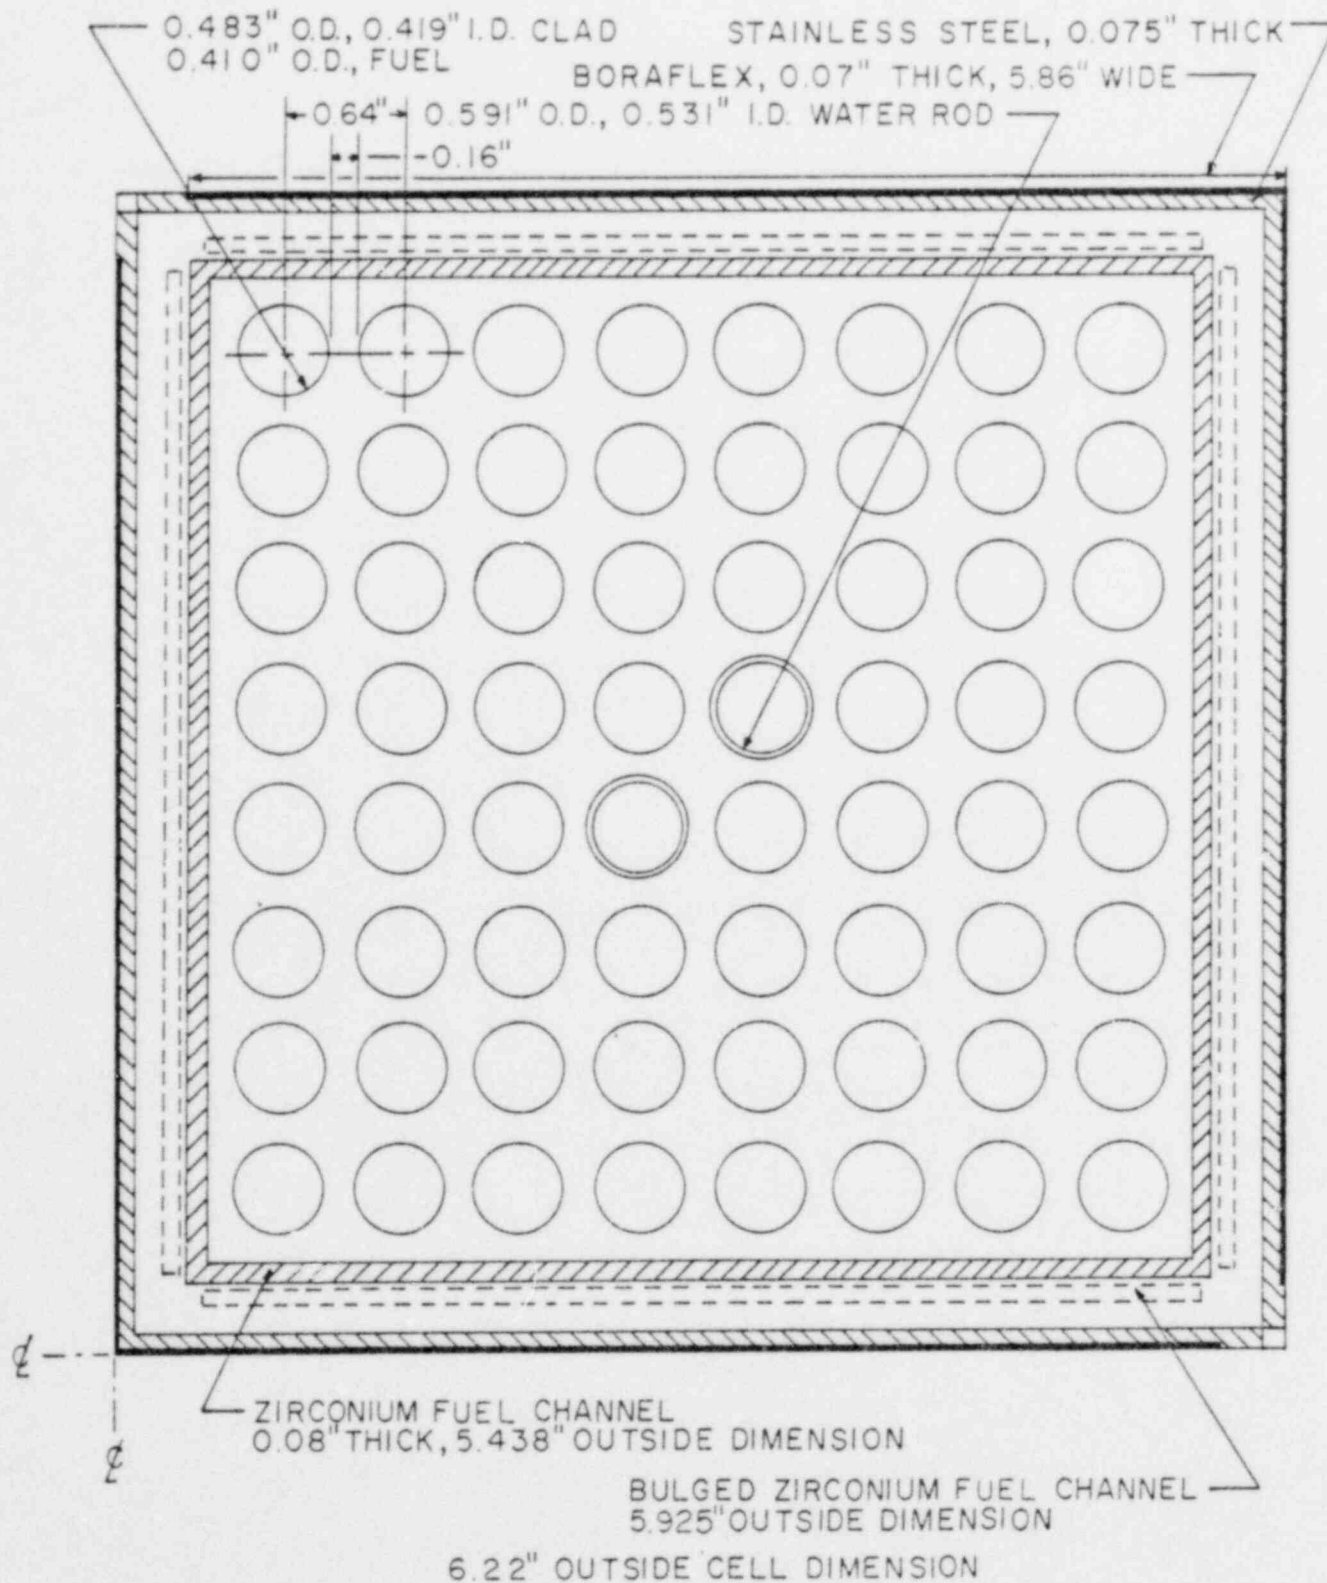 0.483" O.D., 0.419" I.D. CLAD
0.410" O.D., FUEL
STAINLESS STEEL, 0.075" THICK
BORAFLEX, 0.07" THICK, 5.86" WIDE
0.64"
0.591" O.D., 0.531" I.D. WATER ROD
0.16"
℄
℄
ZIRCONIUM FUEL CHANNEL
0.08" THICK, 5.438" OUTSIDE DIMENSION
BULGED ZIRCONIUM FUEL CHANNEL
5.925" OUTSIDE DIMENSION
6.22" OUTSIDE CELL DIMENSION